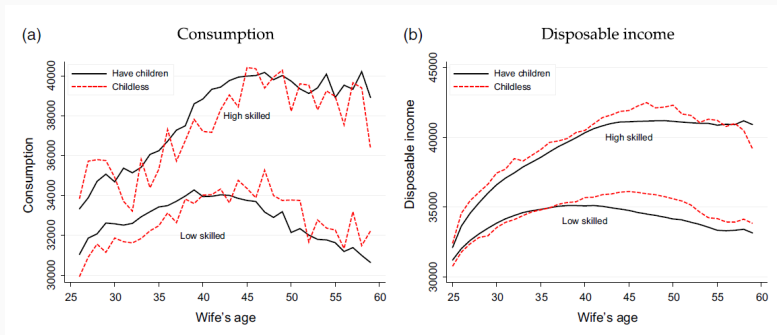 (a) Consumption
Have children
Childless
High skilled
Low skilled
Consumption
40000
38000
36000
34000
32000
30000
25 30 35 40 45 50 55 60
Wife's age
(b) Disposable income
Have children
Childless
High skilled
Low skilled
Disposable income
45000
40000
35000
30000
25 30 35 40 45 50 55 60
Wife's age